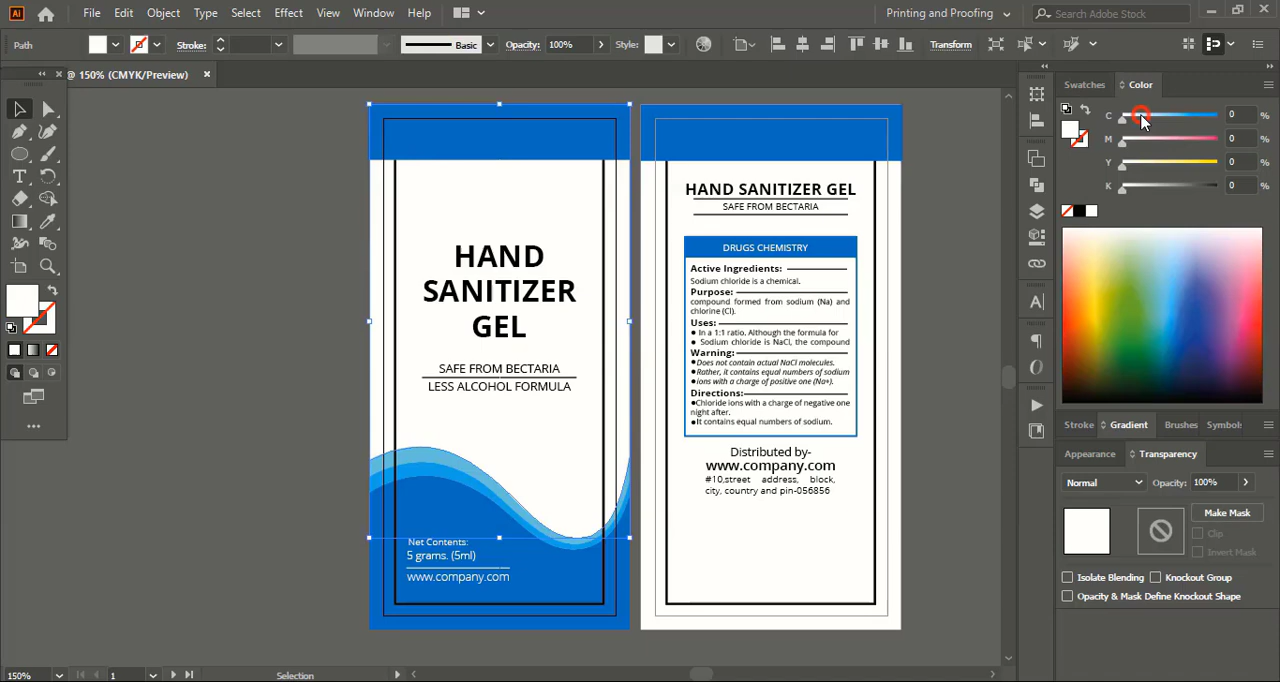 Ai File Edit Object Type Select Effect View Window Help Printing and Proofing Search Adobe Stock
Path Stroke: Basic Opacity: 100% Style: Transform
@ 150% (CMYK/Preview)
Swatches Color
C 0 %
M 0 %
Y 0 %
K 0 %
HAND
SANITIZER
GEL
SAFE FROM BECTARIA
LESS ALCOHOL FORMULA
Net Contents:
5 grams. (5ml)
www.company.com
HAND SANITIZER GEL
SAFE FROM BECTARIA
DRUGS CHEMISTRY
Active Ingredients:
Sodium chloride is a chemical.
Purpose:
compound formed from sodium (Na) and
chlorine (Cl).
Uses:
● In a 1:1 ratio. Although the formula for
● Sodium chloride is NaCl, the compound
Warning:
●Does not contain actual NaCl molecules.
●Rather, it contains equal numbers of sodium
●ions with a charge of positive one (Na+).
Directions:
●Chloride ions with a charge of negative one
night after.
●It contains equal numbers of sodium.
Distributed by-
www.company.com
#10,street address, block,
city, country and pin-056856
Stroke Gradient Brushes Symbol:
Appearance Transparency
Normal Opacity: 100%
Make Mask
Clip
Invert Mask
Isolate Blending Knockout Group
Opacity & Mask Define Knockout Shape
150% 1 Selection